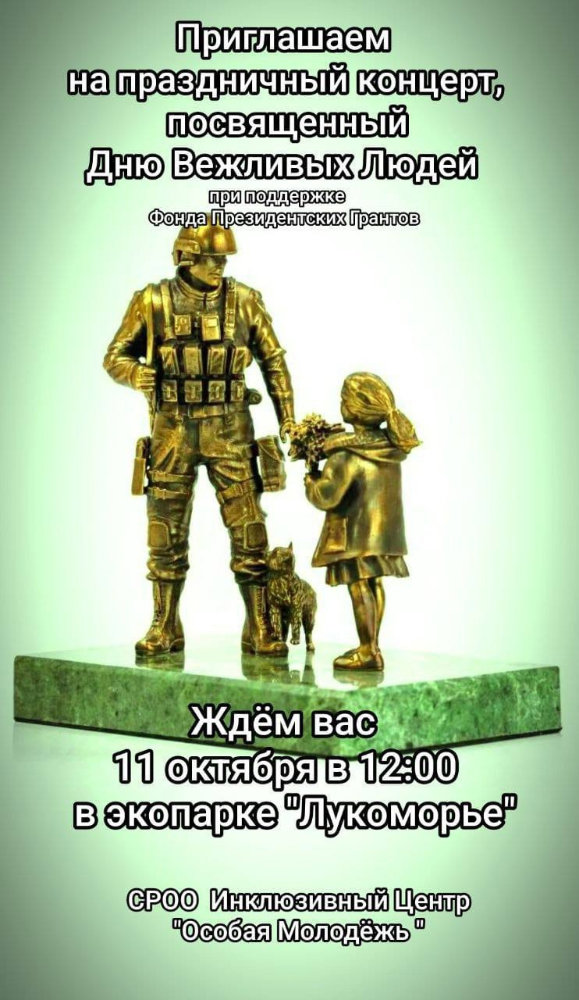 Приглашаем
на праздничный концерт,
посвященный
Дню Вежливых Людей
при поддержке
Фонда Президентских Грантов
Ждём вас
11 октября в 12:00
в экопарке "Лукоморье"
СРОО Инклюзивный Центр
"Особая Молодёжь "